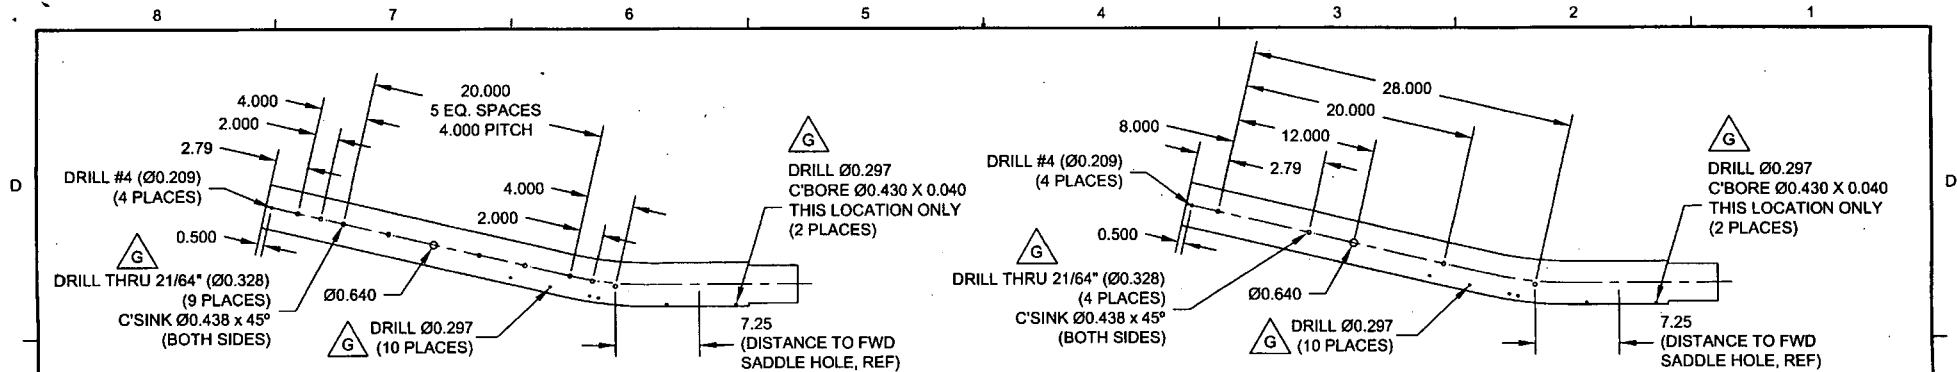 8 7 6 5 4 3 2 1
D
20.000
5 EQ. SPACES
4.000 PITCH
4.000
2.000
2.79
DRILL #4 (Ø0.209)
(4 PLACES)
0.500
G
DRILL THRU 21/64" (Ø0.328)
(9 PLACES)
C'SINK Ø0.438 x 45º
(BOTH SIDES)
Ø0.640
4.000
2.000
G
DRILL Ø0.297
(10 PLACES)
G
DRILL Ø0.297
C'BORE Ø0.430 X 0.040
THIS LOCATION ONLY
(2 PLACES)
7.25
(DISTANCE TO FWD
SADDLE HOLE, REF)
28.000
20.000
12.000
8.000
2.79
DRILL #4 (Ø0.209)
(4 PLACES)
0.500
G
DRILL THRU 21/64" (Ø0.328)
(4 PLACES)
C'SINK Ø0.438 x 45º
(BOTH SIDES)
Ø0.640
G
DRILL Ø0.297
(10 PLACES)
G
DRILL Ø0.297
C'BORE Ø0.430 X 0.040
THIS LOCATION ONLY
(2 PLACES)
7.25
(DISTANCE TO FWD
SADDLE HOLE, REF)
D